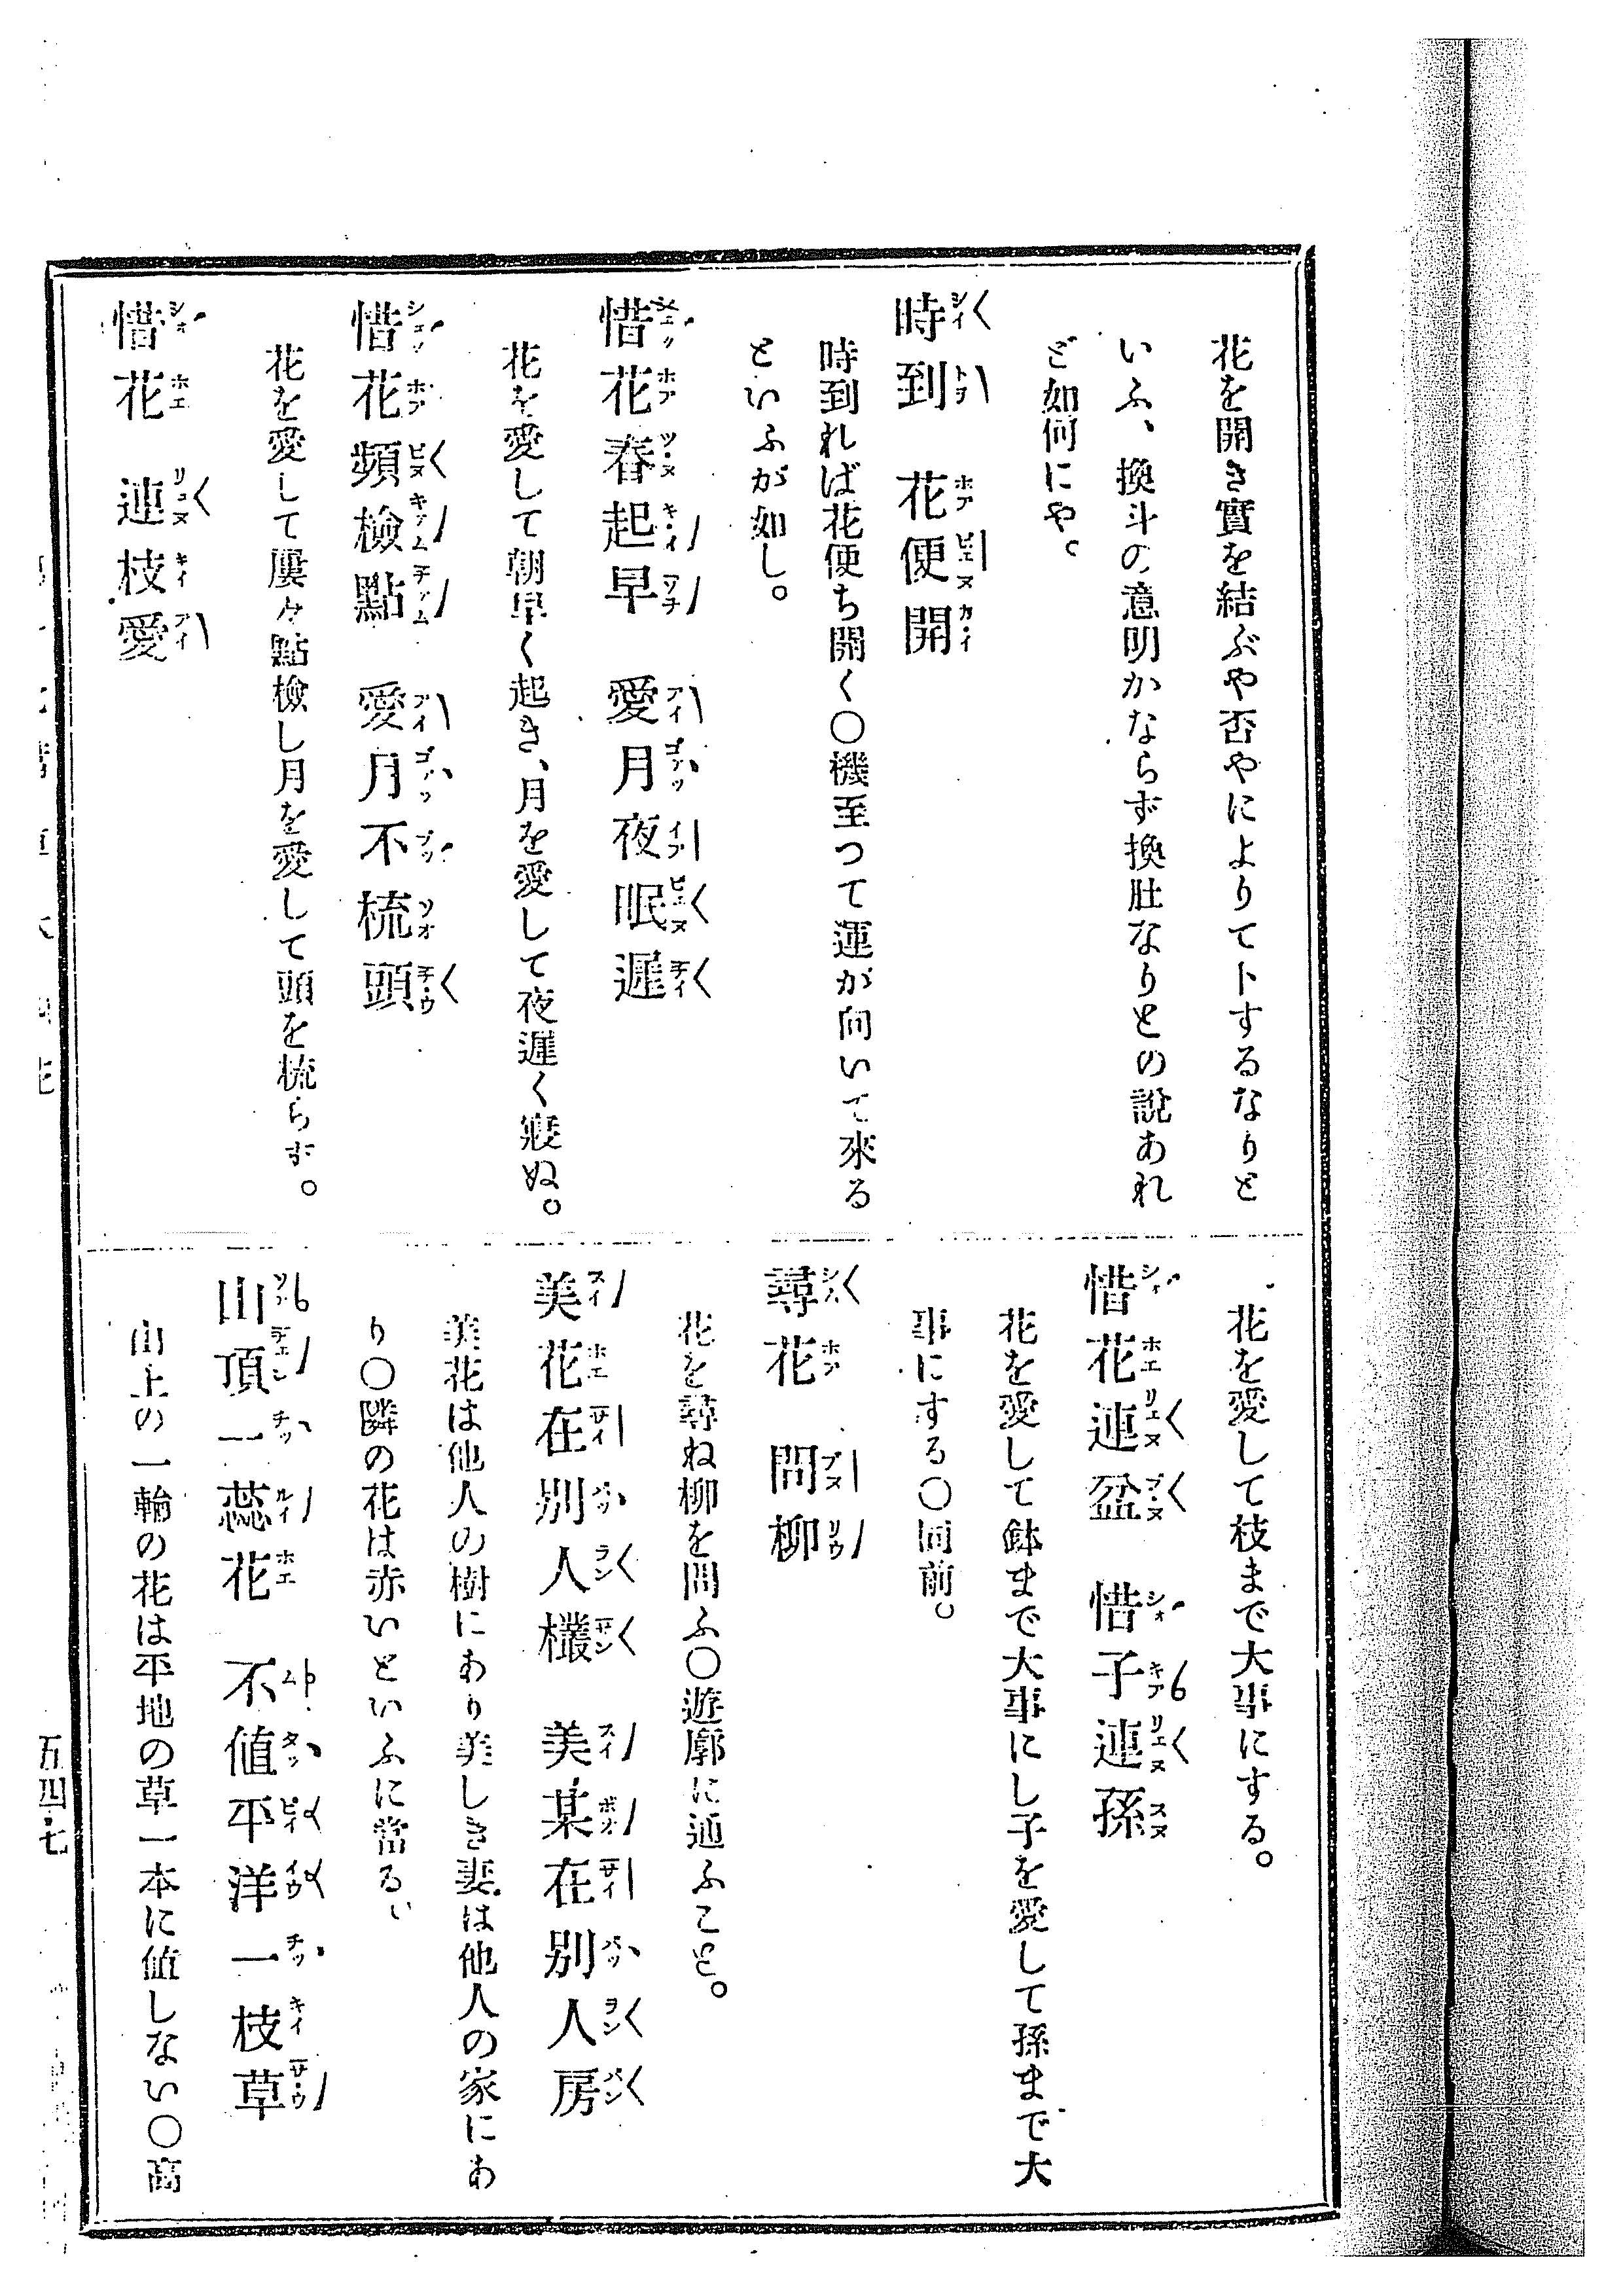 花を開き實を結ぶや否やによりて卜するなりと
いふ、換斗の意明かならず換肚なりとの說あれ
ど如何にや。
時到　花便開
時到れば花便ち開く〇機至つて運が向いて來る
といふが如し。
惜花春起早　愛月夜眠遲
花を愛して朝早く起き、月を愛して夜遲く寢ぬ。
惜花頻檢點　愛月不梳頭
花を愛して屢々點檢し月を愛して頭を梳らず。
惜花　連枝愛
花を愛して枝まで大事にする。
惜花連盆　惜子連孫
花を愛して鉢まで大事にし子を愛して孫まで大
事にする〇同前。
尋花　問柳
花を尋ね柳を問ふ〇遊廓に通ふこと。
美花在別人欉　美某在別人房
美花は他人の樹にあり美しき妻は他人の家にあ
り〇隣の花は赤いといふに當る。
山頂一蕊花　不値平洋一枝草
山上の一輪の花は平地の草一本に値しない〇高
五四七